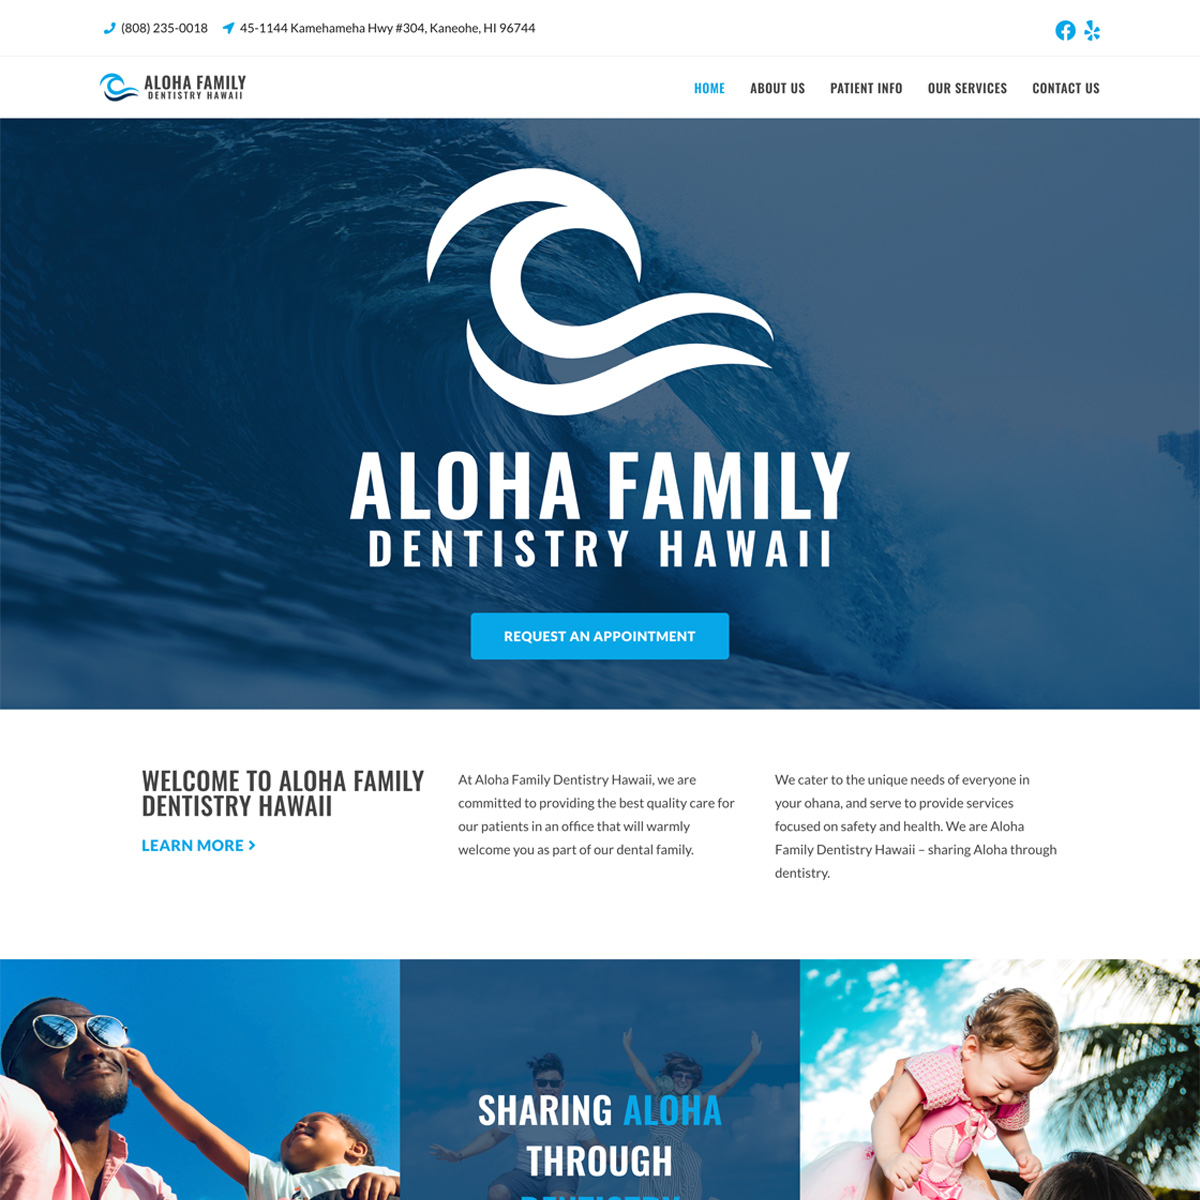 (808) 235-0018 45-1144 Kamehameha Hwy #304, Kaneohe, HI 96744
ALOHA FAMILY
DENTISTRY HAWAII
HOME ABOUT US PATIENT INFO OUR SERVICES CONTACT US
ALOHA FAMILY
DENTISTRY HAWAII
REQUEST AN APPOINTMENT
WELCOME TO ALOHA FAMILY
DENTISTRY HAWAII
LEARN MORE
At Aloha Family Dentistry Hawaii, we are
committed to providing the best quality care for
our patients in an office that will warmly
welcome you as part of our dental family.
We cater to the unique needs of everyone in
your ohana, and serve to provide services
focused on safety and health. We are Aloha
Family Dentistry Hawaii – sharing Aloha through
dentistry.
SHARING ALOHA
THROUGH
DENTISTRY